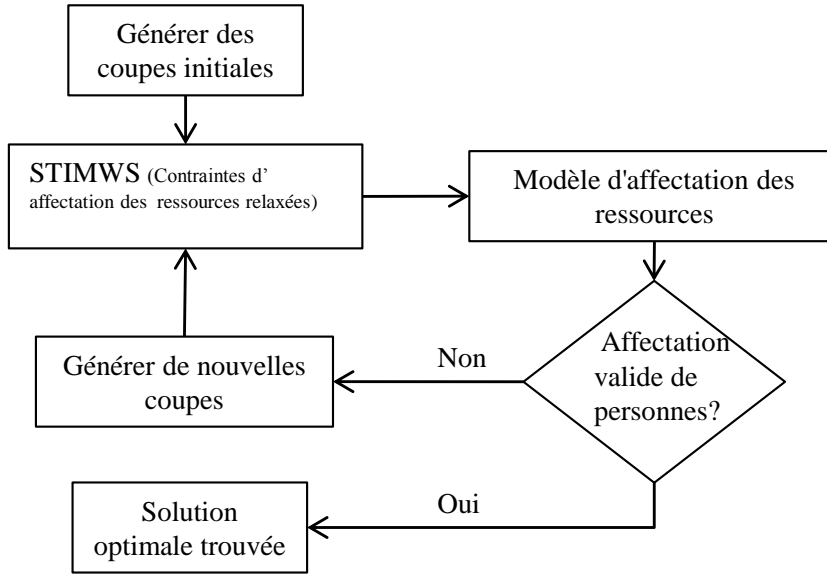 Générer des
coupes initiales
STIMWS (Contraintes d’
affectation des ressources relaxées)
Modèle d'affectation des
ressources
Générer de nouvelles
coupes
Non
Affectation
valide de
personnes?
Solution
optimale trouvée
Oui